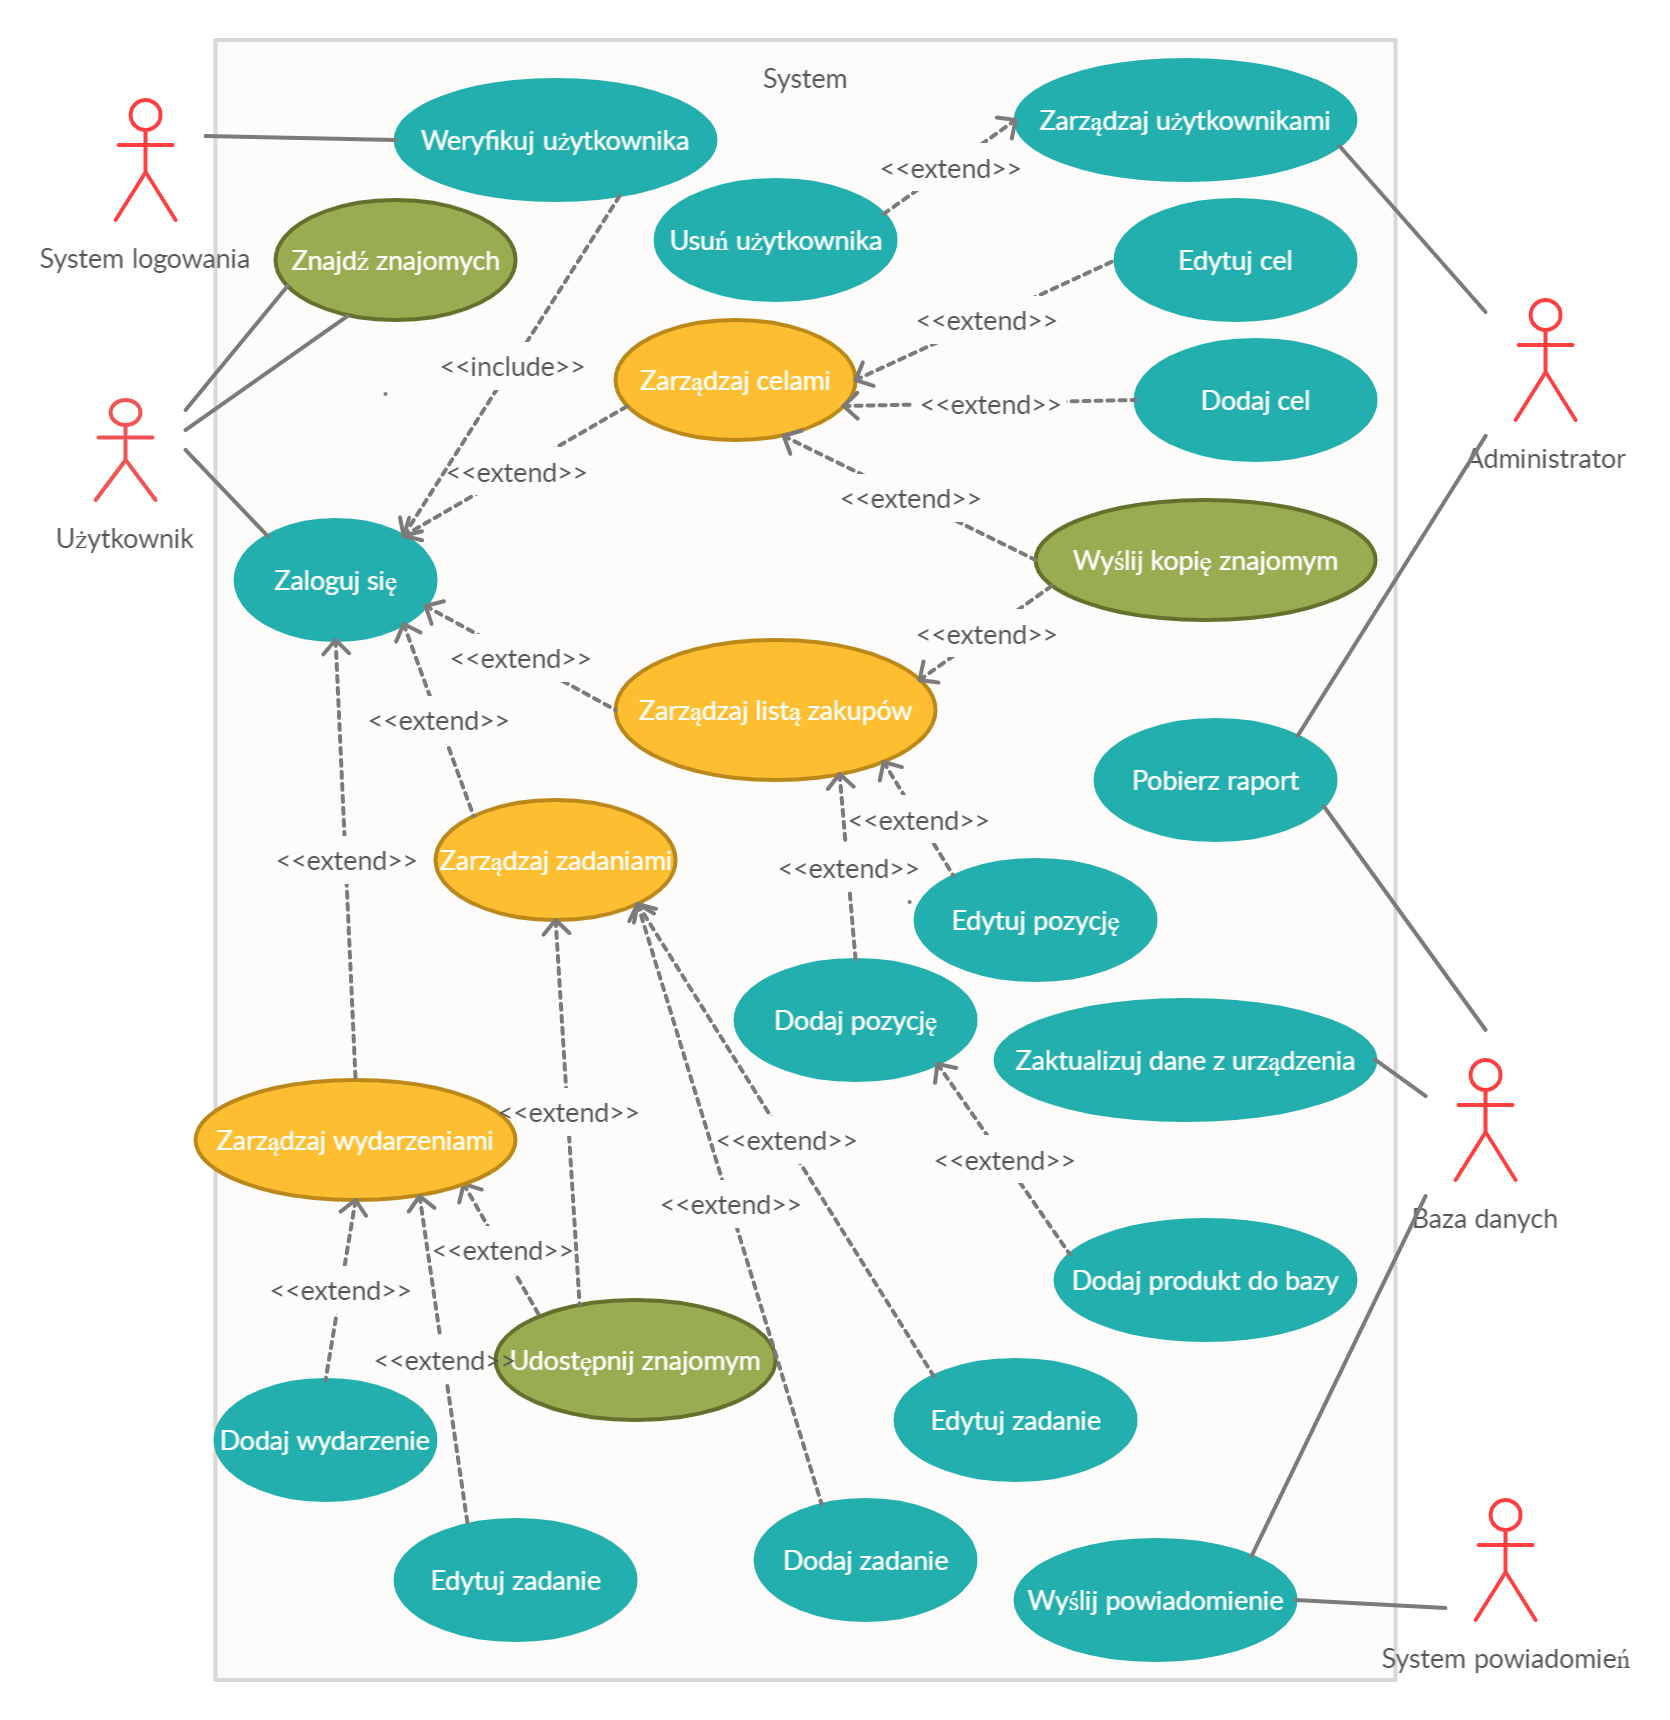 System
Weryfikuj użytkownika
Zarządzaj użytkownikami
<<extend>>
Usuń użytkownika
System logowania
Znajdź znajomych
Edytuj cel
<<extend>>
<<include>>
Zarządzaj celami
Dodaj cel
<<extend>>
Administrator
<<extend>>
<<extend>>
Użytkownik
Wyślij kopię znajomym
Zaloguj się
<<extend>>
<<extend>>
Zarządzaj listą zakupów
<<extend>>
Pobierz raport
<<extend>>
<<extend>>
Zarządzaj zadaniami
<<extend>>
Edytuj pozycję
Dodaj pozycję
Zaktualizuj dane z urządzenia
<<extend>>
Zarządzaj wydarzeniami
<<extend>>
<<extend>>
<<extend>>
Baza danych
<<extend>>
<<extend>>
Dodaj produkt do bazy
<<extend>>
Udostępnij znajomym
Edytuj zadanie
Dodaj wydarzenie
Edytuj zadanie
Dodaj zadanie
Wyślij powiadomienie
System powiadomień